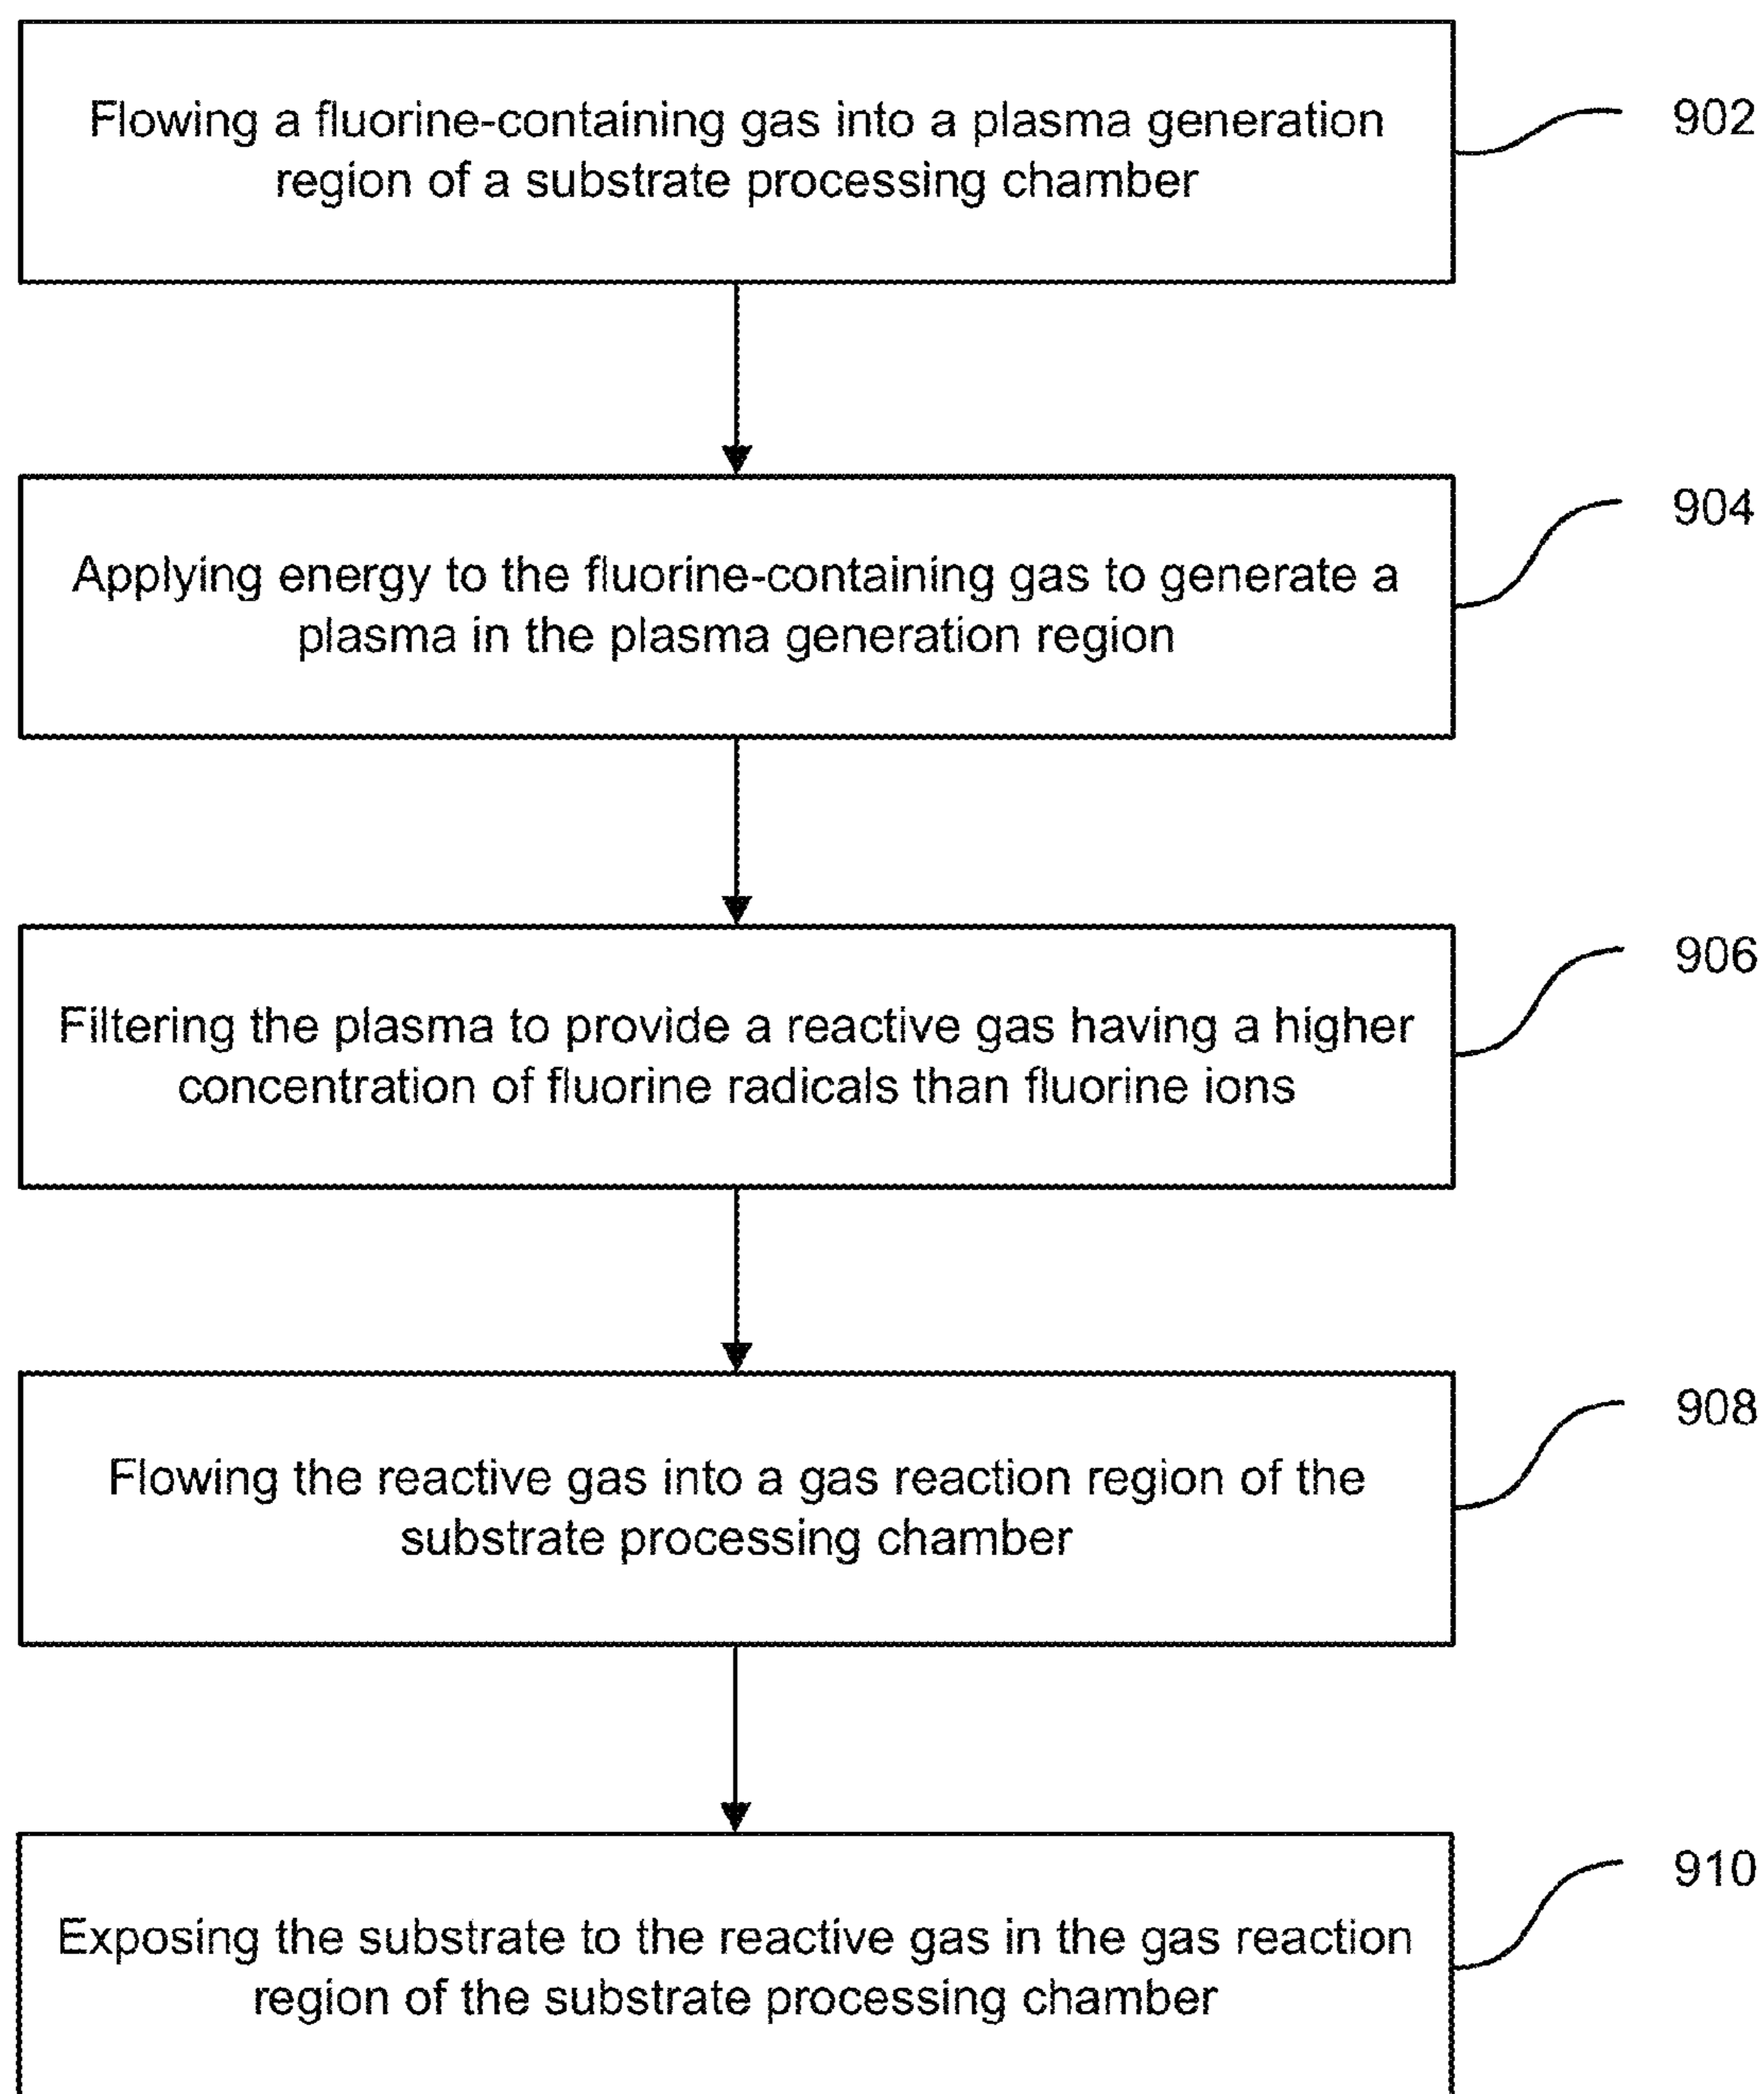 Flowing a fluorine-containing gas into a plasma generation
region of a substrate processing chamber
902
Applying energy to the fluorine-containing gas to generate a
plasma in the plasma generation region
904
Filtering the plasma to provide a reactive gas having a higher
concentration of fluorine radicals than fluorine ions
906
Flowing the reactive gas into a gas reaction region of the
substrate processing chamber
908
Exposing the substrate to the reactive gas in the gas reaction
region of the substrate processing chamber
910